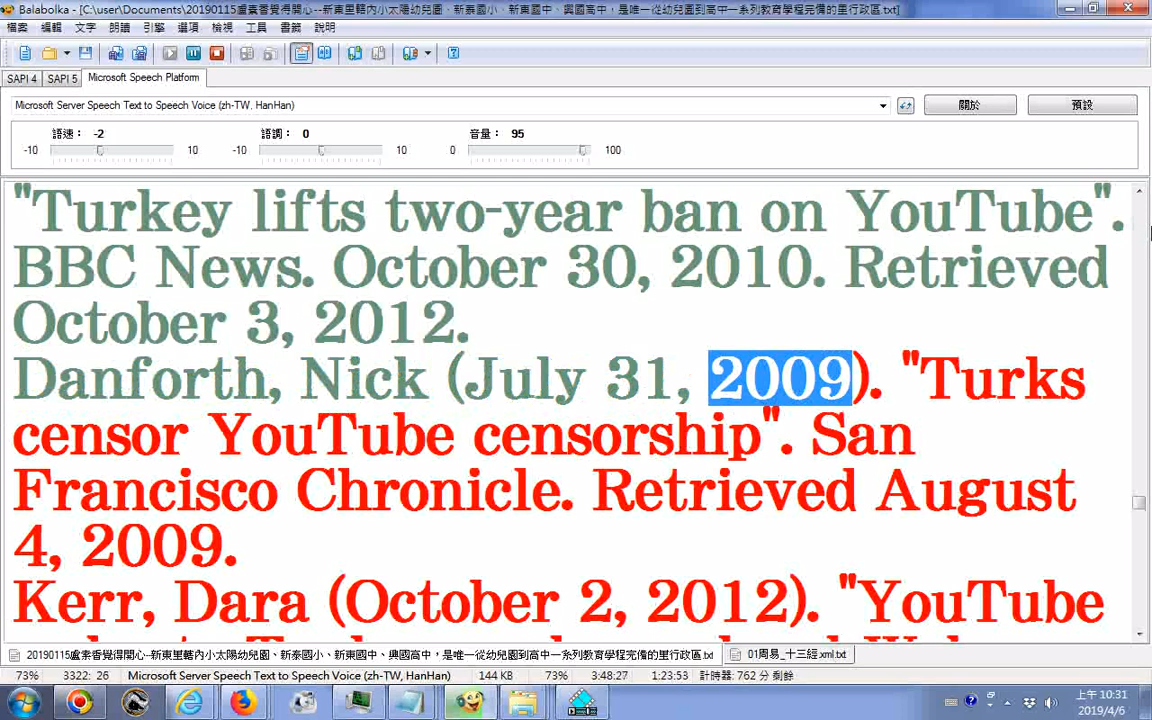 Balabolka - [C:\user\Documents\20190115盧素香覺得開心--新東里轄內小太陽幼兒園、新泰國小、新東國中、興國高中，是唯一從幼兒園到高中一系列教育學程完備的里行政區.txt]
檔案 編輯 文字 朗讀 引擎 選項 檢視 工具 書籤 說明
SAPI 4 SAPI 5 Microsoft Speech Platform
Microsoft Server Speech Text to Speech Voice (zh-TW, HanHan) 關於 預設
語速： -2 語調： 0 音量： 95
-10 10 -10 10 0 100
"Turkey lifts two-year ban on YouTube".
BBC News. October 30, 2010. Retrieved
October 3, 2012.
Danforth, Nick (July 31, 2009). "Turks
censor YouTube censorship". San
Francisco Chronicle. Retrieved August
4, 2009.
Kerr, Dara (October 2, 2012). "YouTube
20190115盧素香覺得開心--新東里轄內小太陽幼兒園、新泰國小、新東國中、興國高中，是唯一從幼兒園到高中一系列教育學程完備的里行政區.txt 01周易_十三經.xml.txt
73% 3322: 26 Microsoft Server Speech Text to Speech Voice (zh-TW, HanHan) 144 KB 73% 3:48:27 1:23:53 計時器: 762 分 剩餘
上午 10:31
2019/4/6